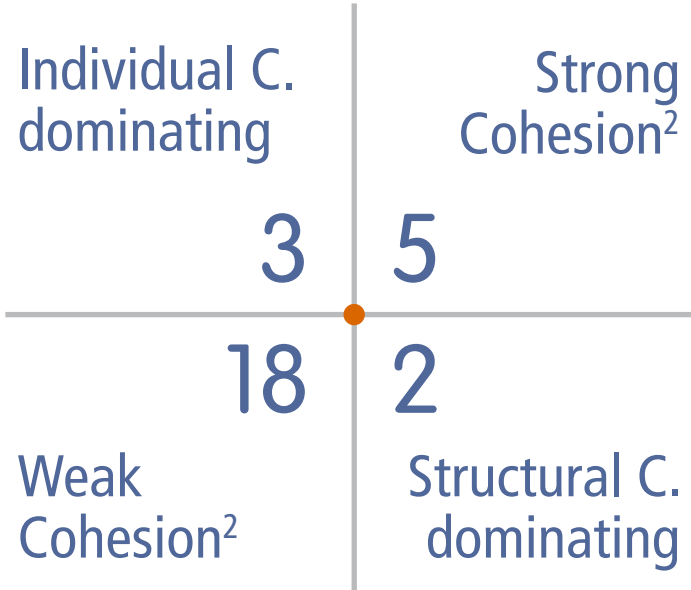 Individual C.
dominating
Strong
Cohesion²
3
5
18
2
Weak
Cohesion²
Structural C.
dominating